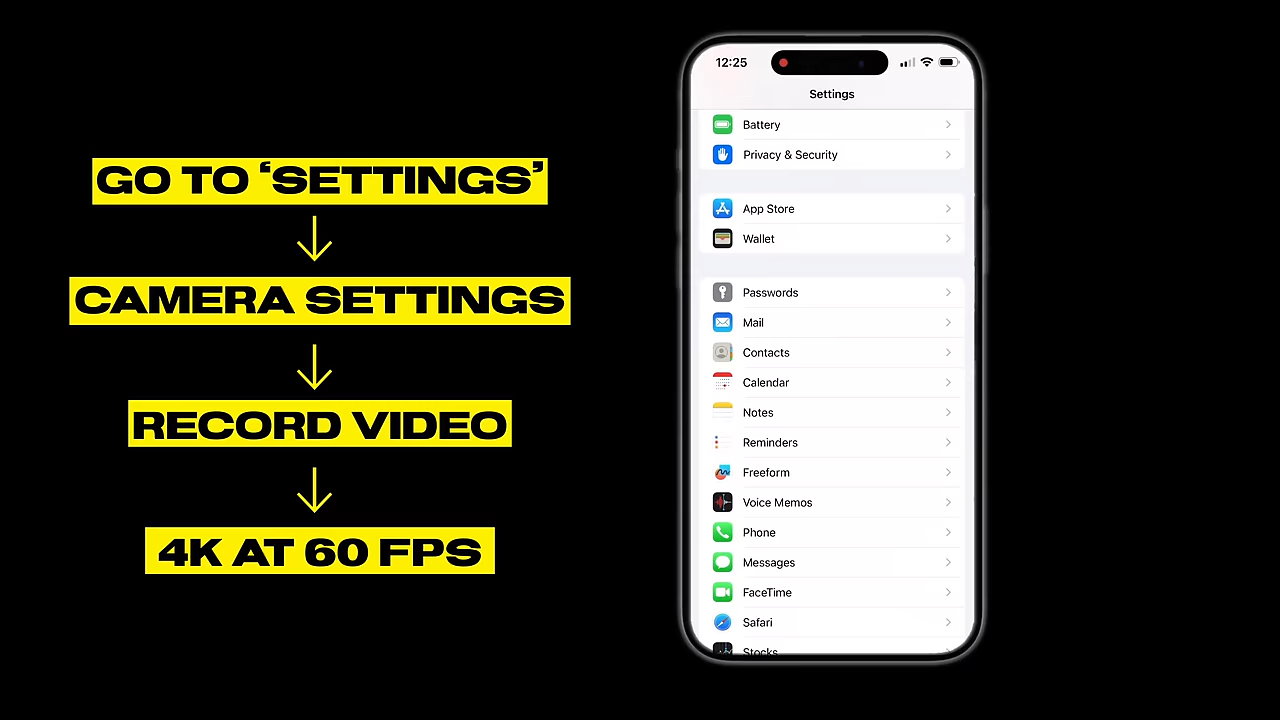 GO TO ‘SETTINGS’
CAMERA SETTINGS
RECORD VIDEO
4K AT 60 FPS
12:25
Settings
Battery
Privacy & Security
App Store
Wallet
Passwords
Mail
Contacts
Calendar
Notes
Reminders
Freeform
Voice Memos
Phone
Messages
FaceTime
Safari
Stocks